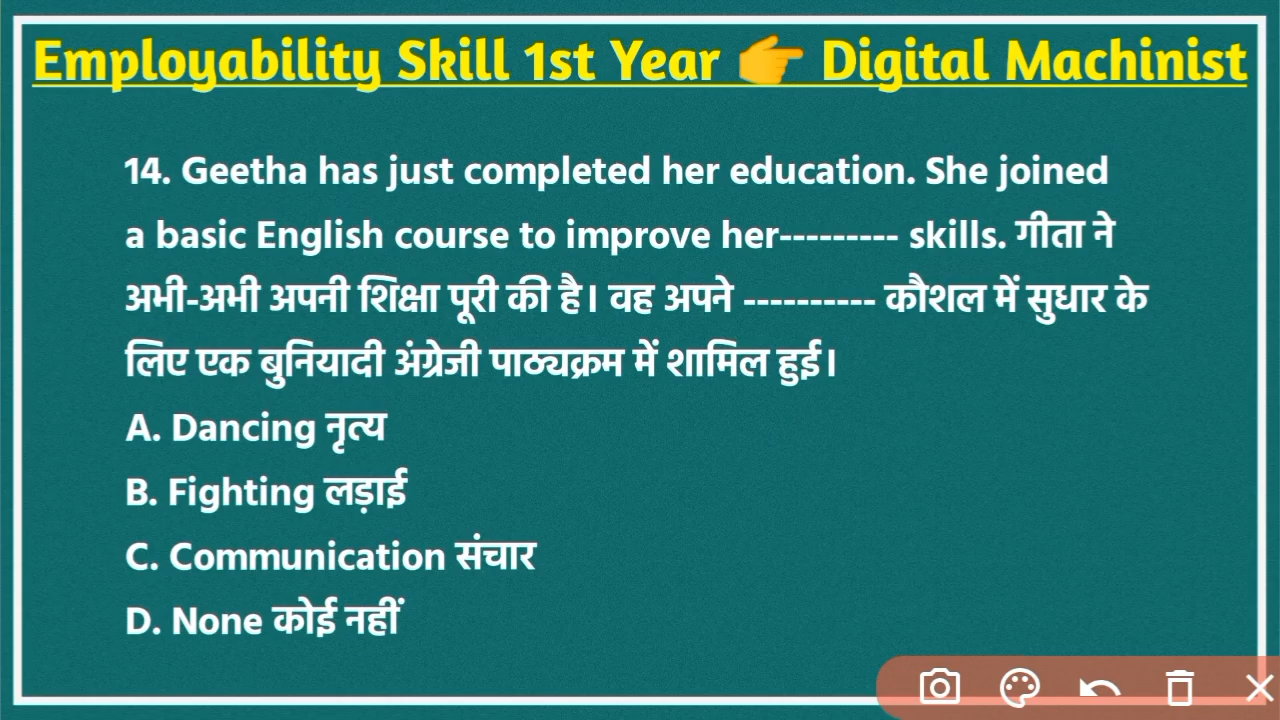 Employability Skill 1st Year 👉 Digital Machinist
14. Geetha has just completed her education. She joined
a basic English course to improve her--------- skills. गीता ने
अभी-अभी अपनी शिक्षा पूरी की है। वह अपने ---------- कौशल में सुधार के
लिए एक बुनियादी अंग्रेजी पाठ्यक्रम में शामिल हुई।
A. Dancing नृत्य
B. Fighting लड़ाई
C. Communication संचार
D. None कोई नहीं